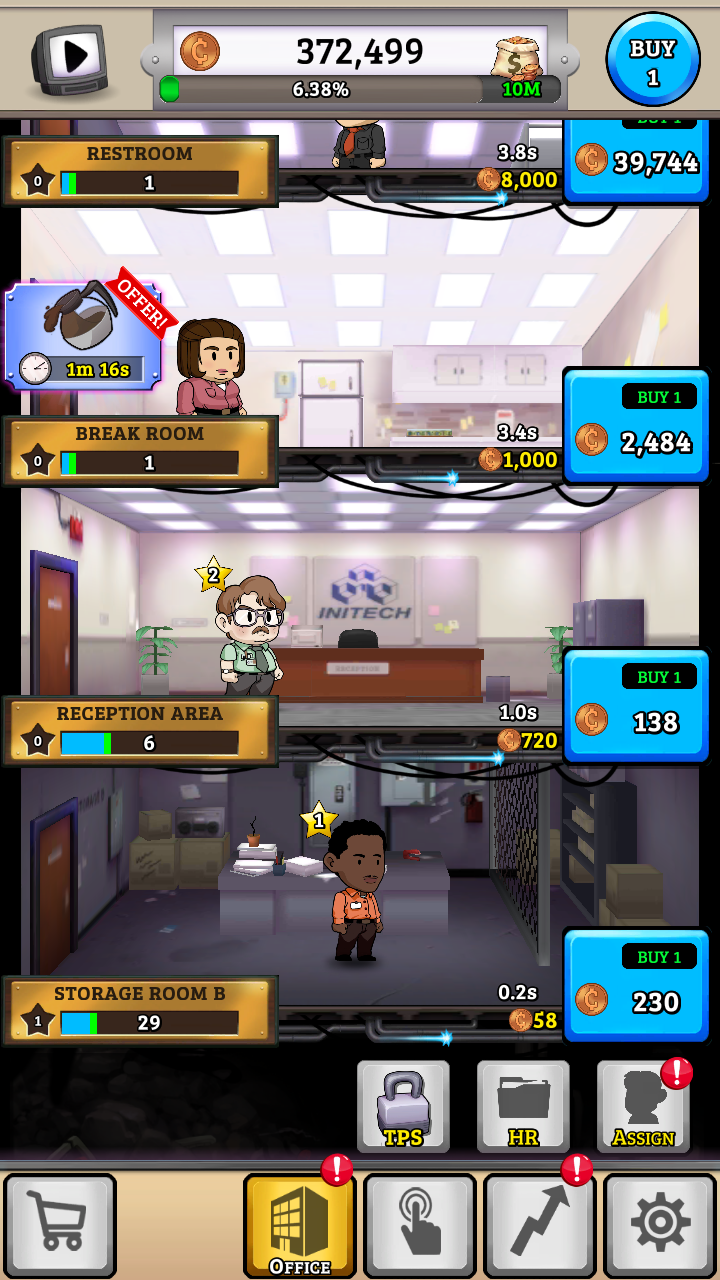 372,499
$
6.38%
10M
BUY
1
BUY 1
RESTROOM
0
1
3.8s
8,000
39,744
OFFER!
1m 16s
BREAK ROOM
0
1
3.4s
1,000
BUY 1
2,484
2
INITECH
RECEPTION
RECEPTION AREA
0
6
1.0s
720
BUY 1
138
1
STORAGE ROOM B
1
29
0.2s
58
BUY 1
230
TPS
HR
!
ASSIGN
!
OFFICE
!